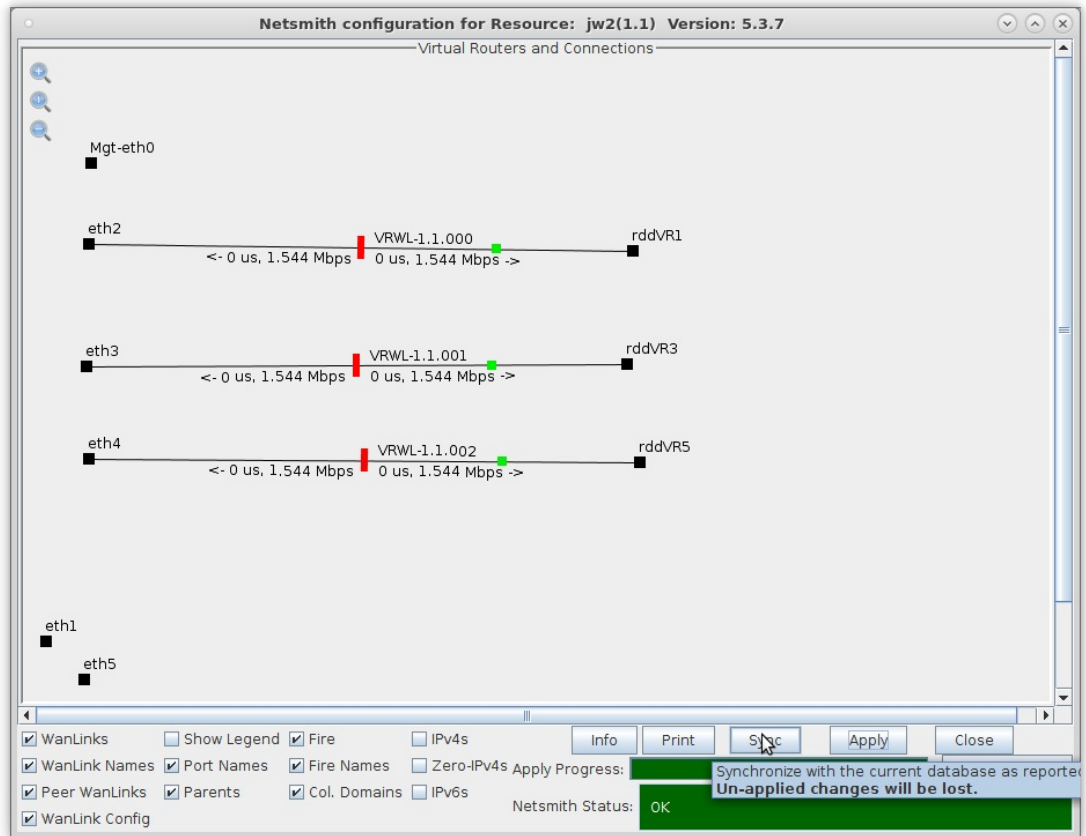 Netsmith configuration for Resource:  jw2(1.1)  Version: 5.3.7
Virtual Routers and Connections
Mgt-eth0
eth2
VRWL-1.1.000
rddVR1
<- 0 us, 1.544 Mbps
0 us, 1.544 Mbps ->
eth3
VRWL-1.1.001
rddVR3
<- 0 us, 1.544 Mbps
0 us, 1.544 Mbps ->
eth4
VRWL-1.1.002
rddVR5
<- 0 us, 1.544 Mbps
0 us, 1.544 Mbps ->
eth1
eth5
WanLinks
Show Legend
Fire
IPv4s
Info
Print
Sync
Apply
Close
WanLink Names
Port Names
Fire Names
Zero-IPv4s
Apply Progress:
Synchronize with the current database as reported
Un-applied changes will be lost.
Peer WanLinks
Parents
Col. Domains
IPv6s
Netsmith Status:
OK
WanLink Config